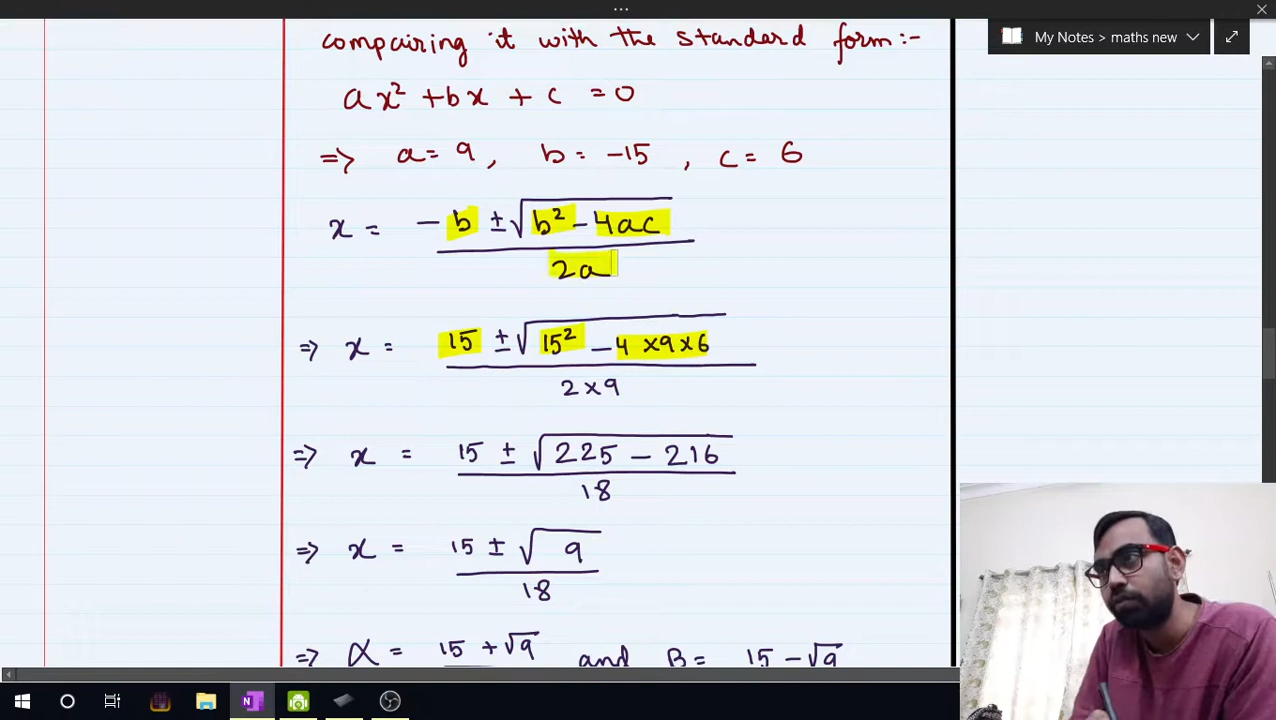 My Notes > maths new
compairing it with the standard form :-
ax² + bx + c = 0
=> a = 9 , b = -15 , c = 6
x = -b ± √(b² - 4ac) / 2a
=> x = 15 ± √(15² - 4 × 9 × 6) / 2 × 9
=> x = 15 ± √(225 - 216) / 18
=> x = 15 ± √9 / 18
=> α = 15 + √9 and β = 15 - √9